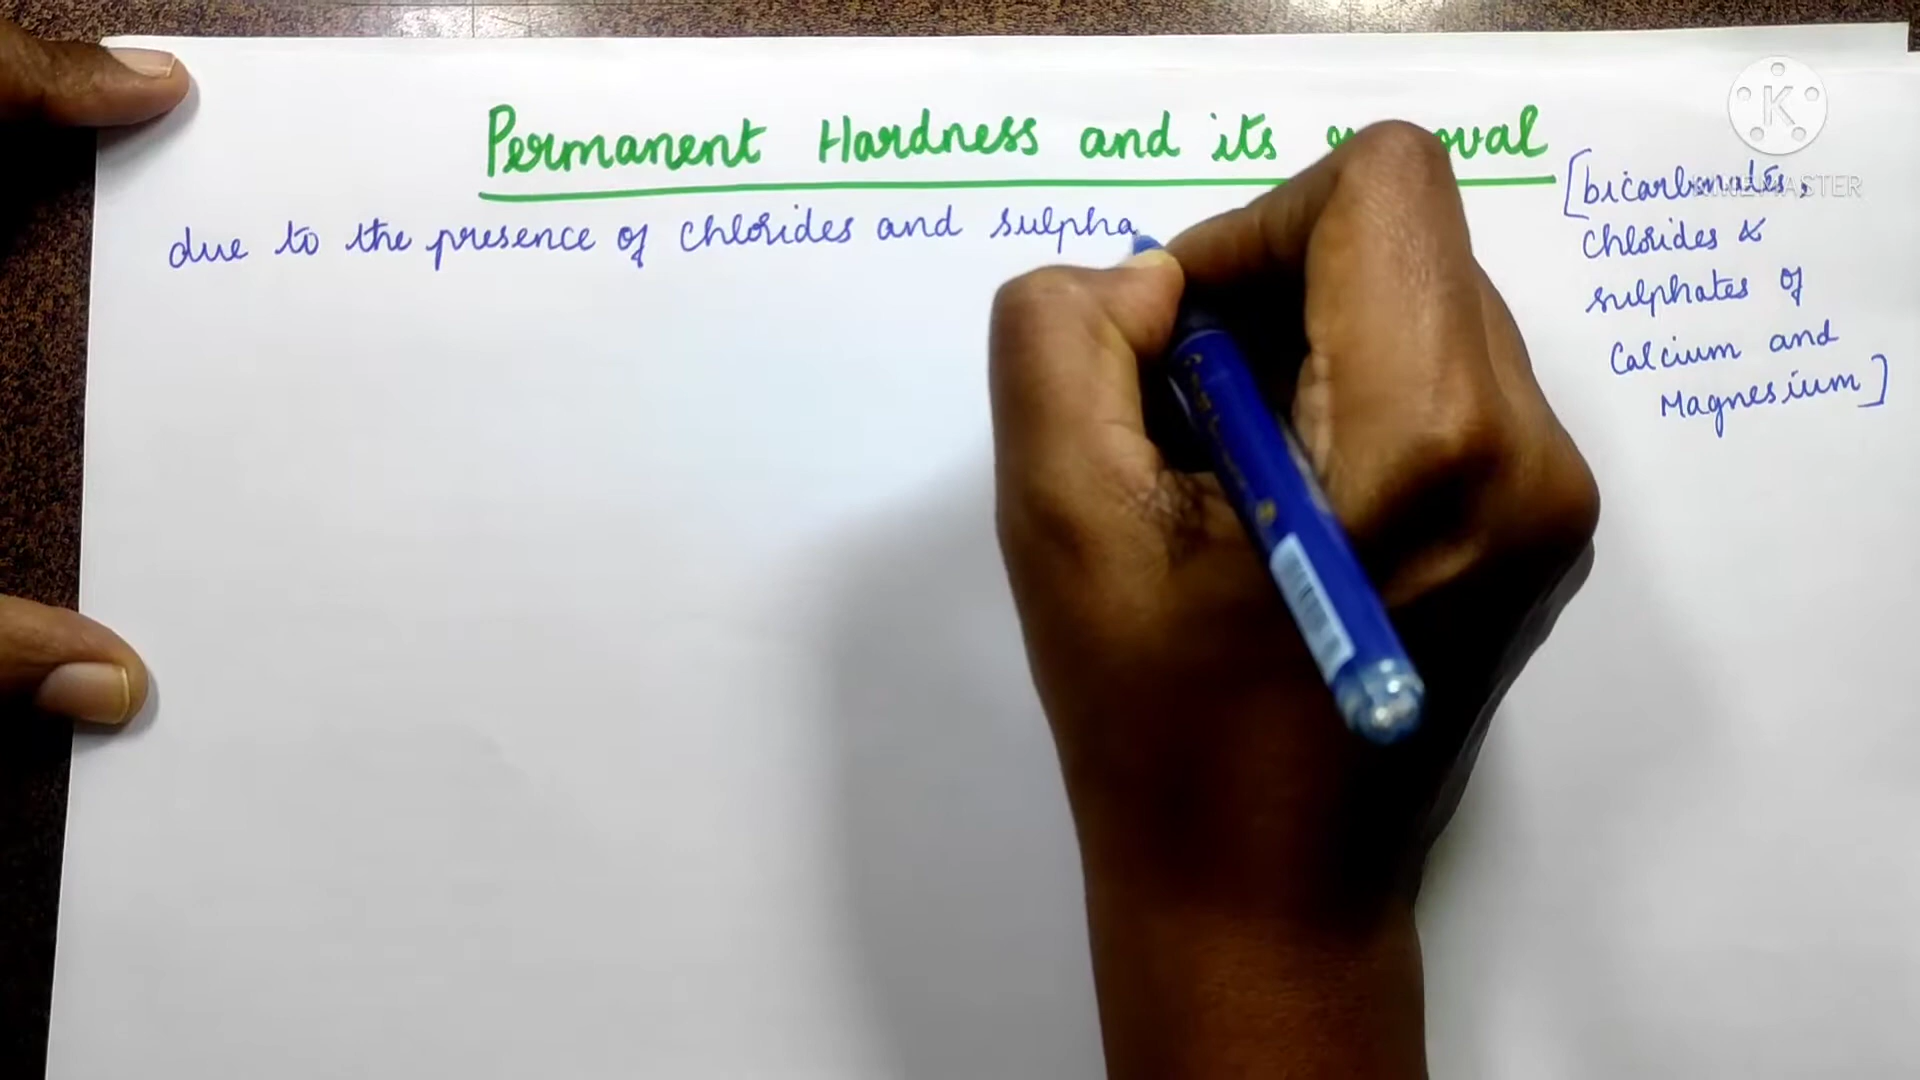 Permanent Hardness and its
due to the presence of chlorides and sulpha
[bicarbonates,
chlorides &
sulphates of
Calcium and
Magnesium]
K
KINEMASTER